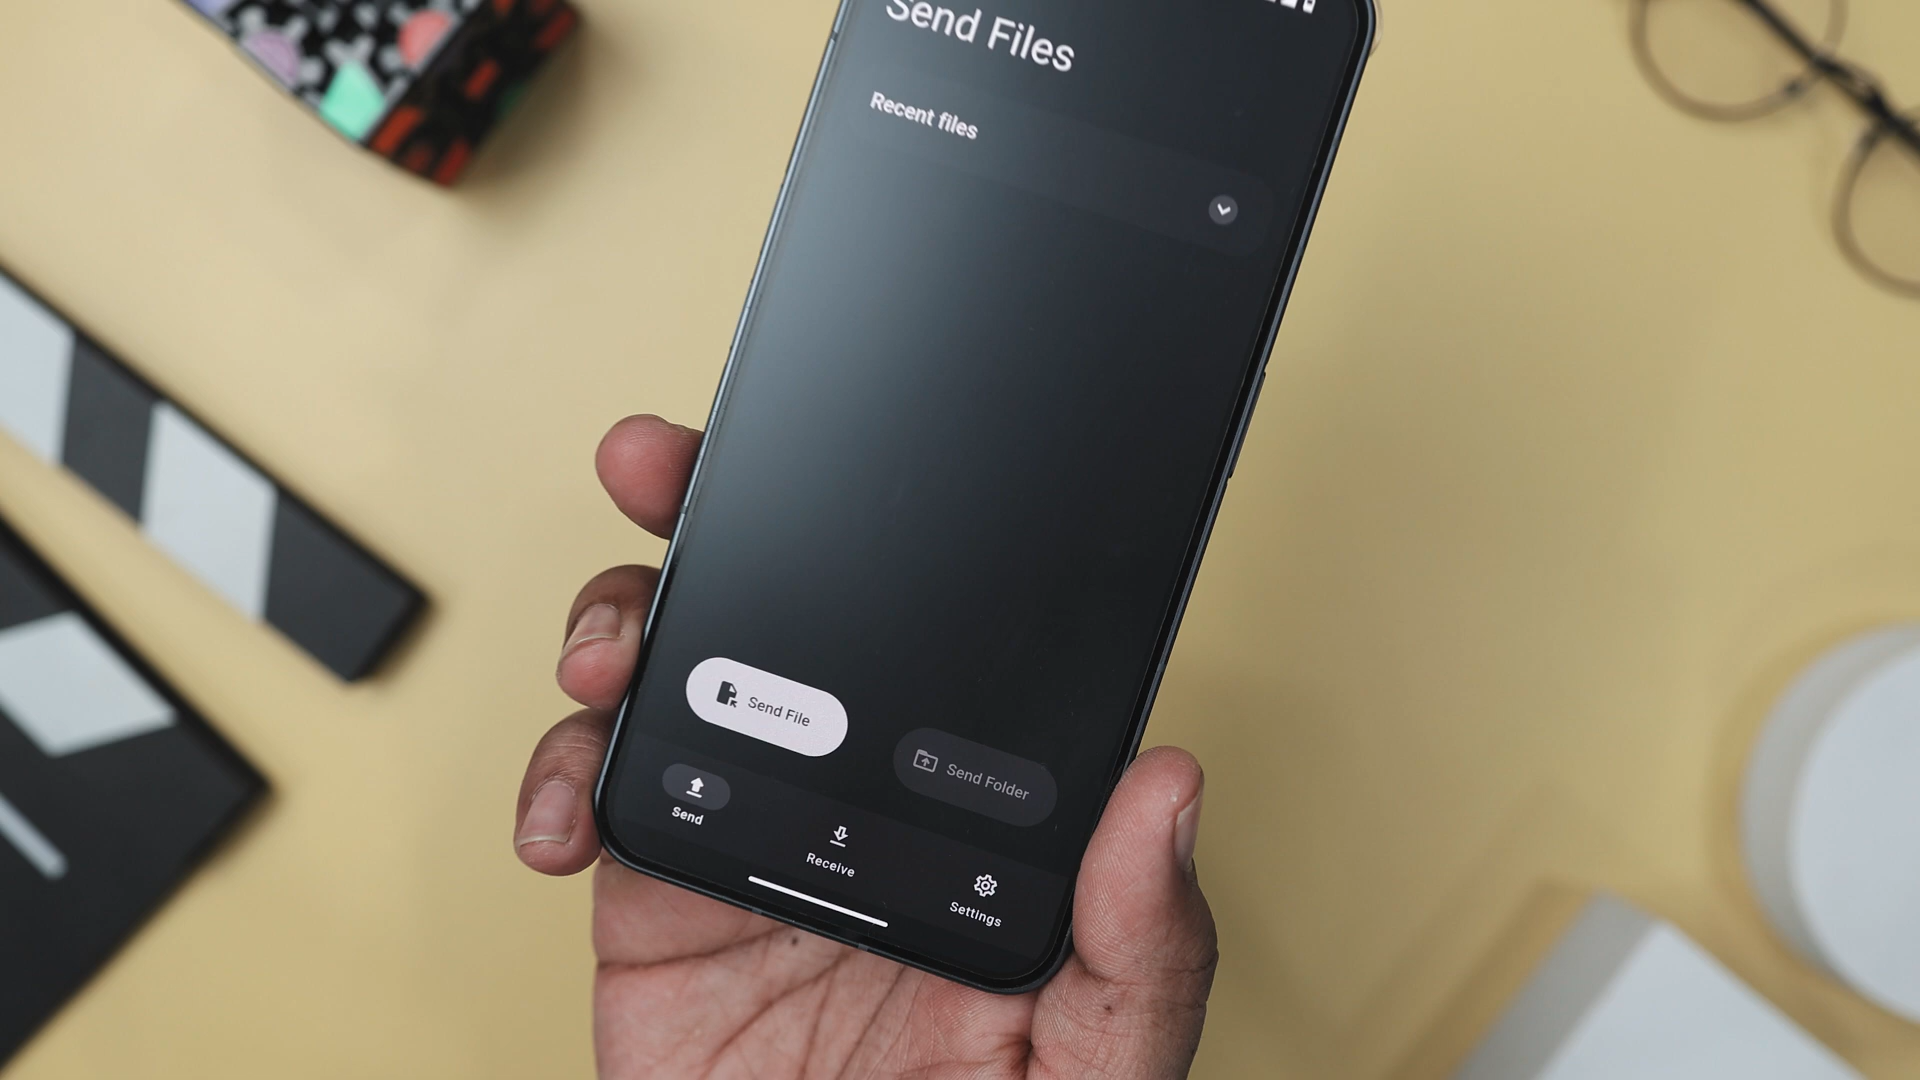 Send Files
Recent files
Send File
Send Folder
Send
Receive
Settings